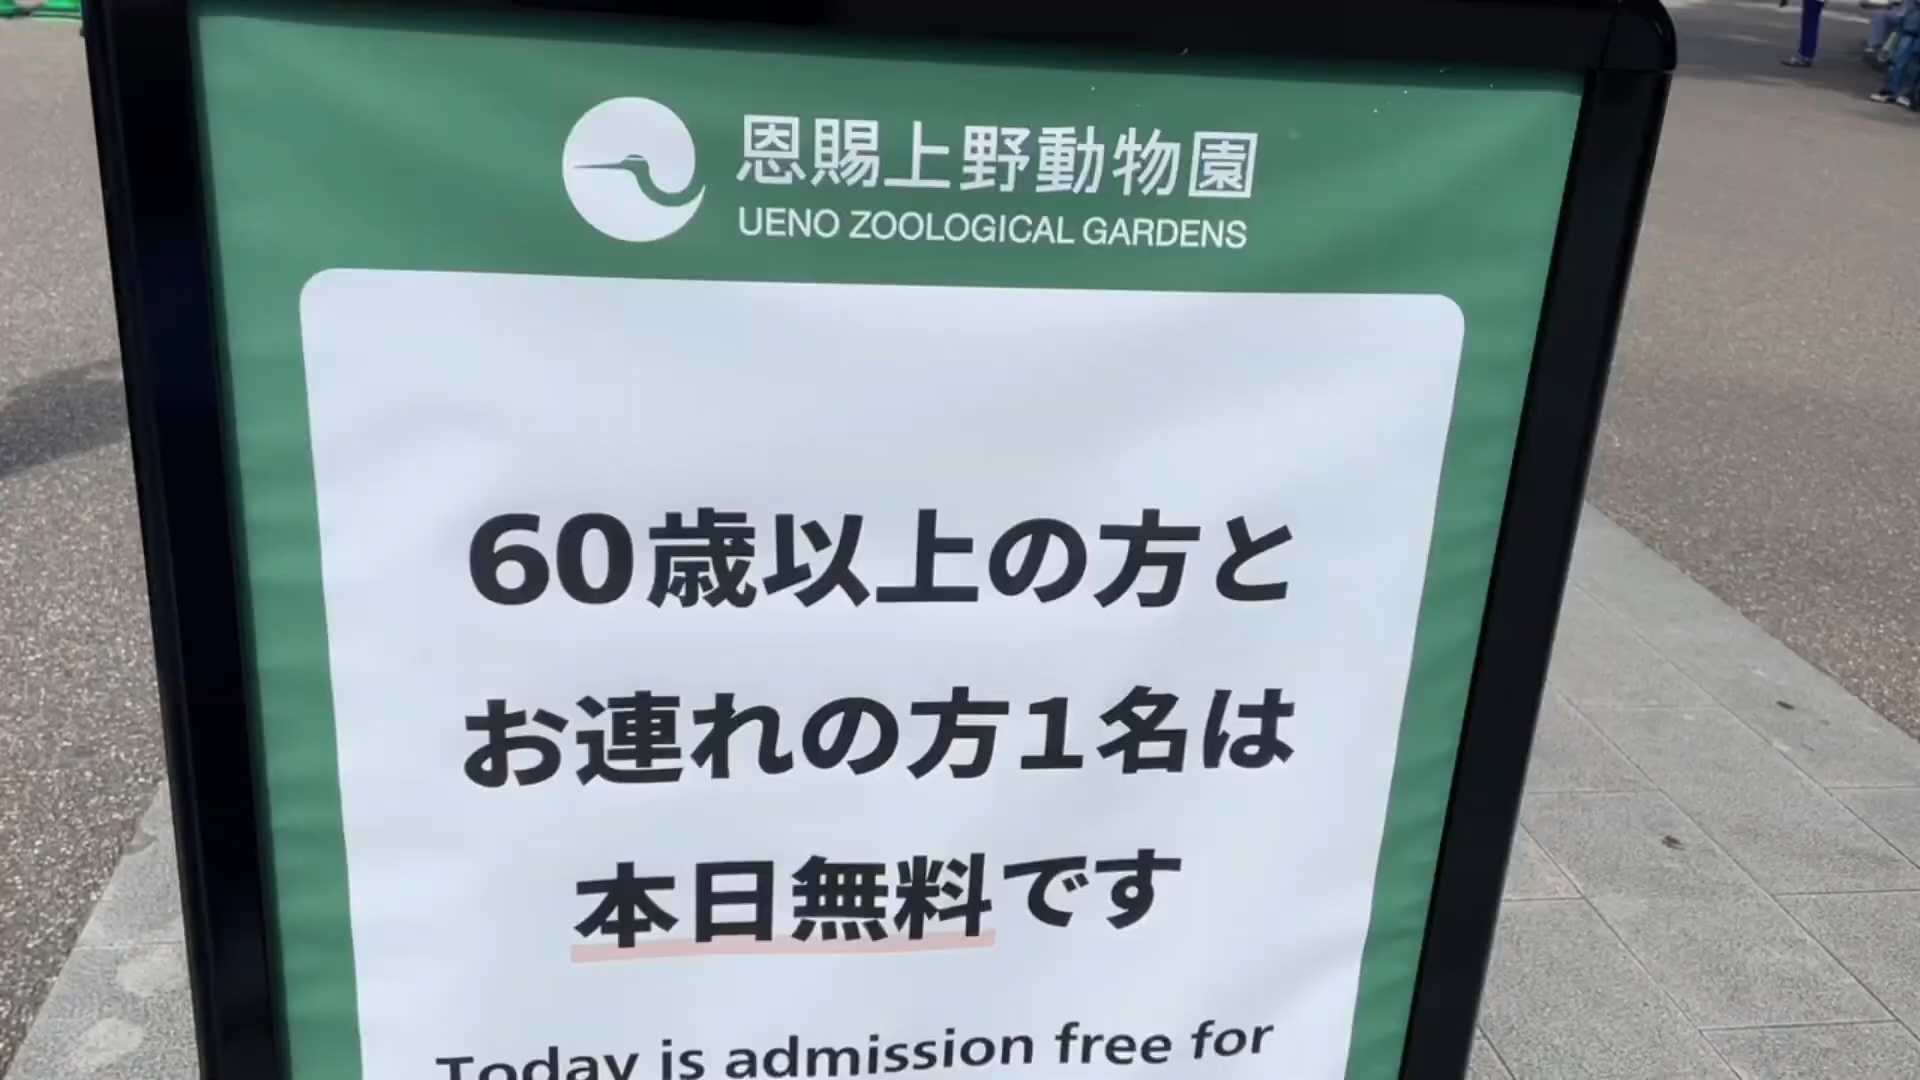 恩賜上野動物園
UENO ZOOLOGICAL GARDENS
60歳以上の方と
お連れの方1名は
本日無料です
Today is admission free for